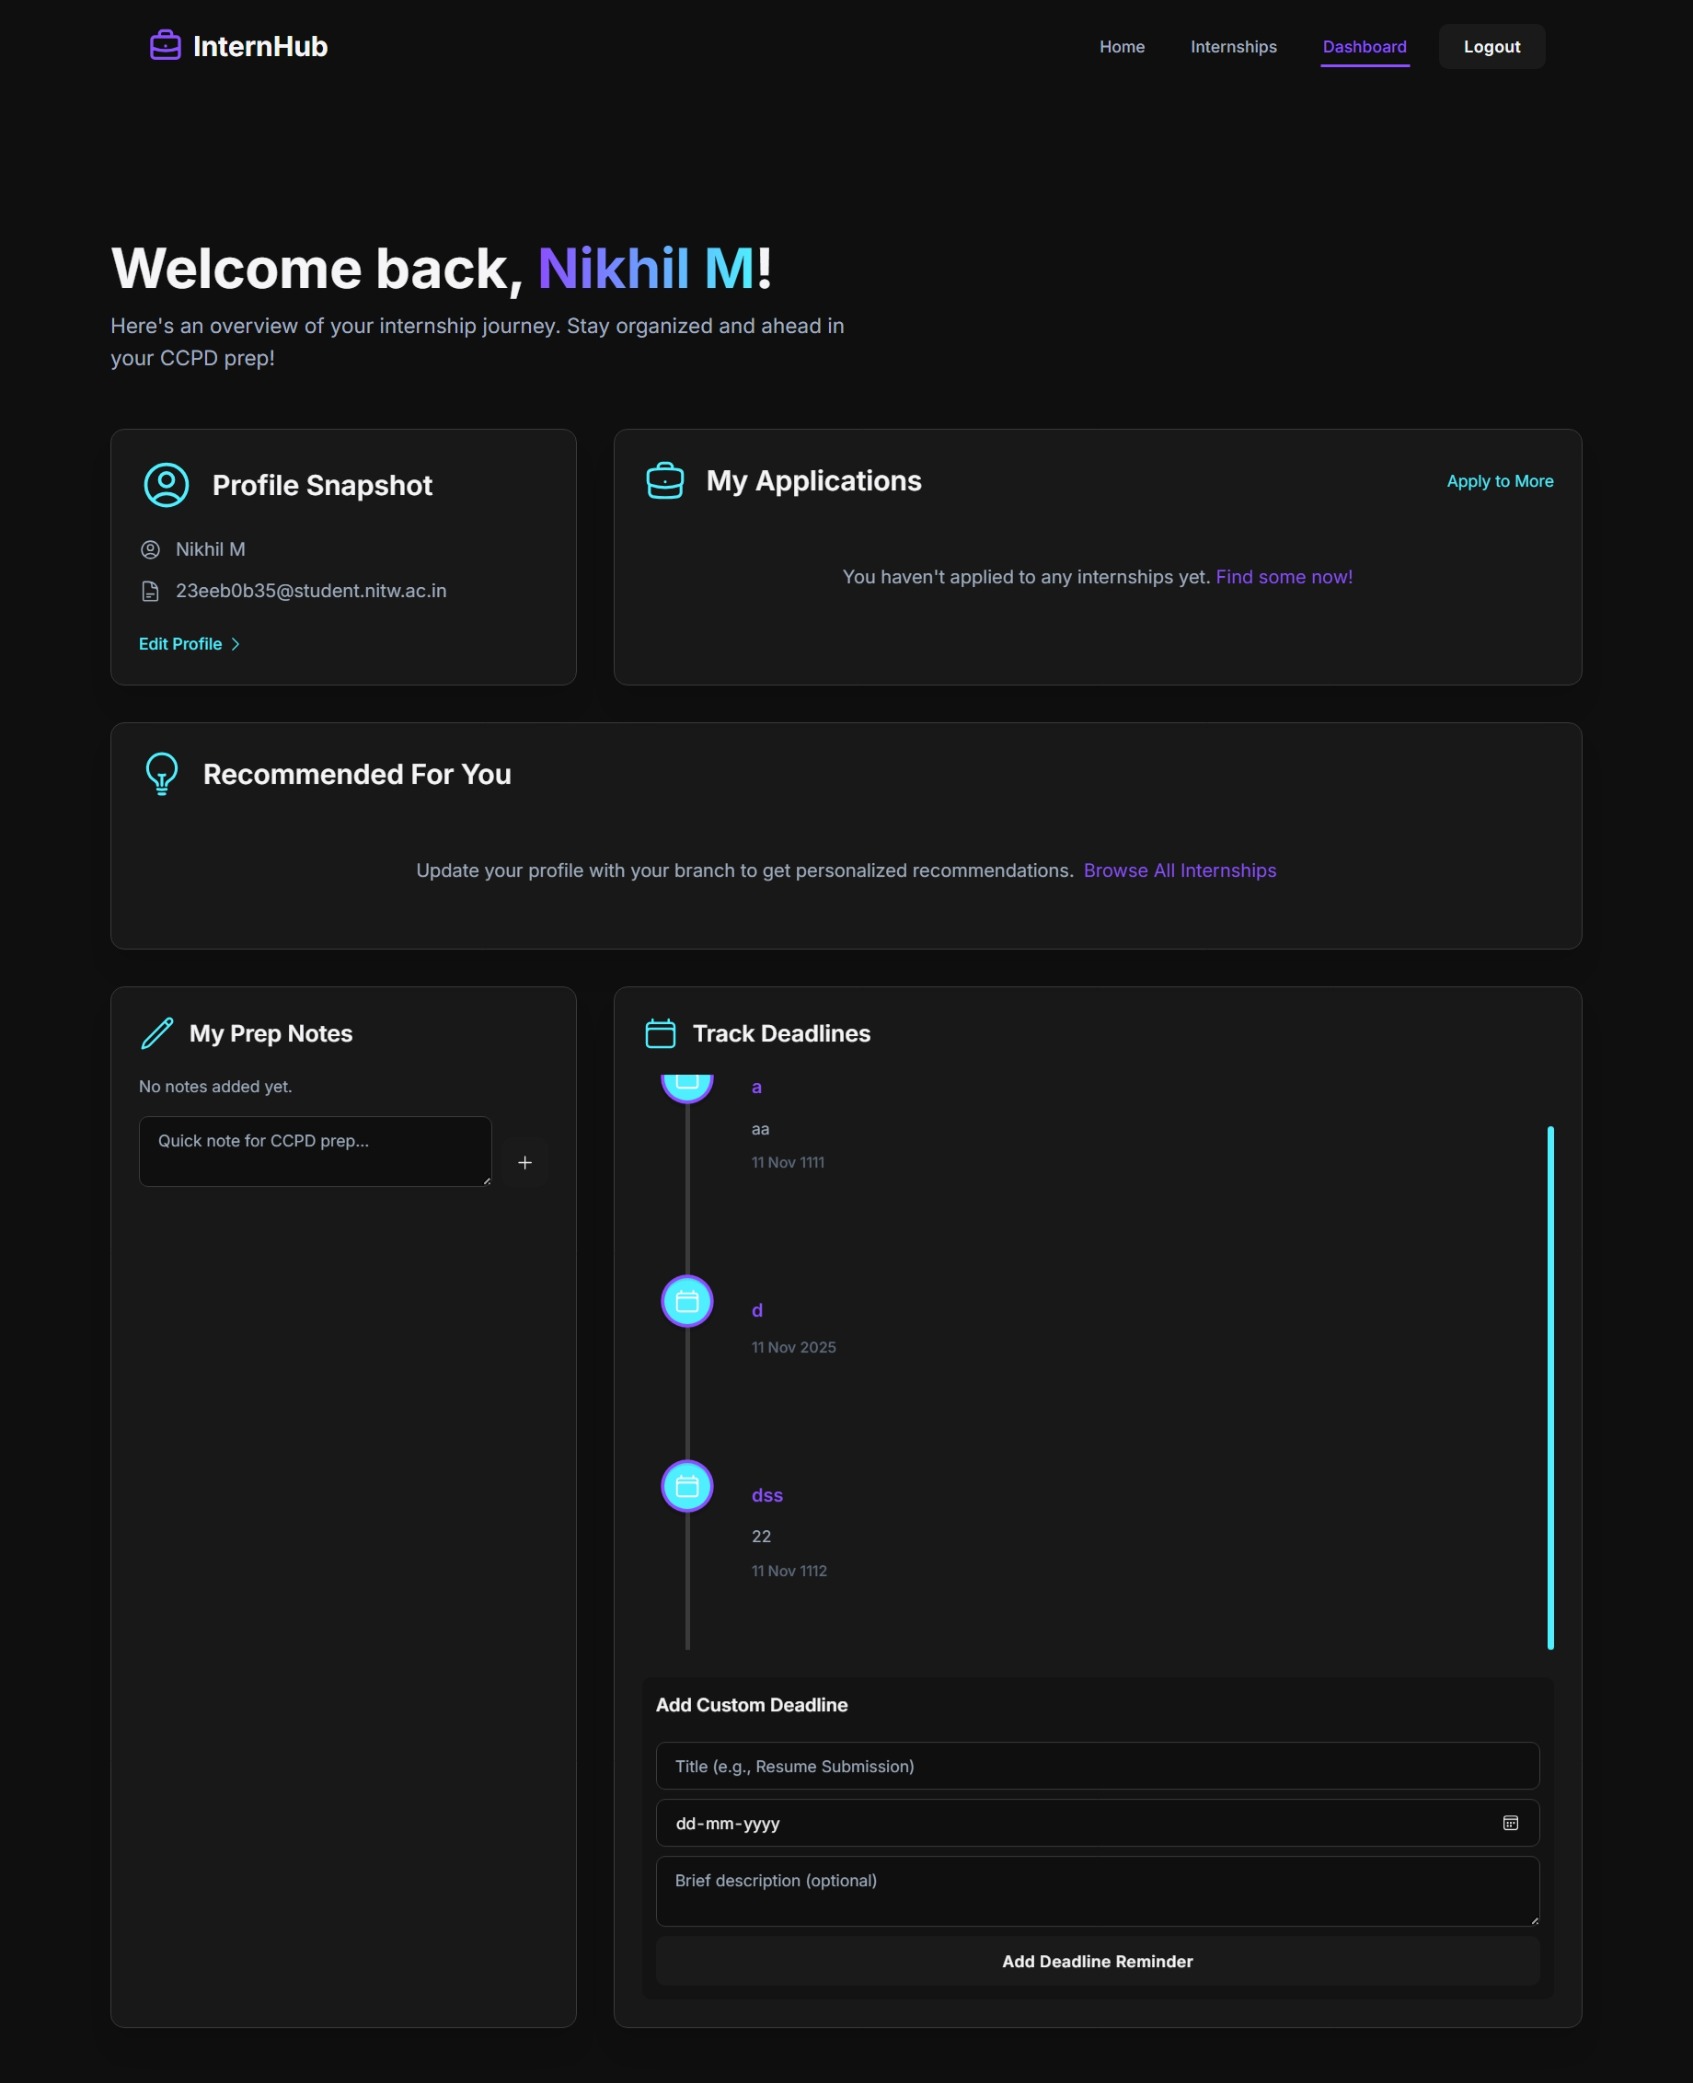 InternHub
Home
Internships
Dashboard
Logout
Welcome back, Nikhil M!
Here's an overview of your internship journey. Stay organized and ahead in
your CCPD prep!
Profile Snapshot
Nikhil M
23eeb0b35@student.nitw.ac.in
Edit Profile
My Applications
Apply to More
You haven't applied to any internships yet. Find some now!
Recommended For You
Update your profile with your branch to get personalized recommendations. Browse All Internships
My Prep Notes
No notes added yet.
Quick note for CCPD prep...
+
Track Deadlines
a
aa
11 Nov 1111
d
11 Nov 2025
dss
22
11 Nov 1112
Add Custom Deadline
Title (e.g., Resume Submission)
dd-mm-yyyy
Brief description (optional)
Add Deadline Reminder